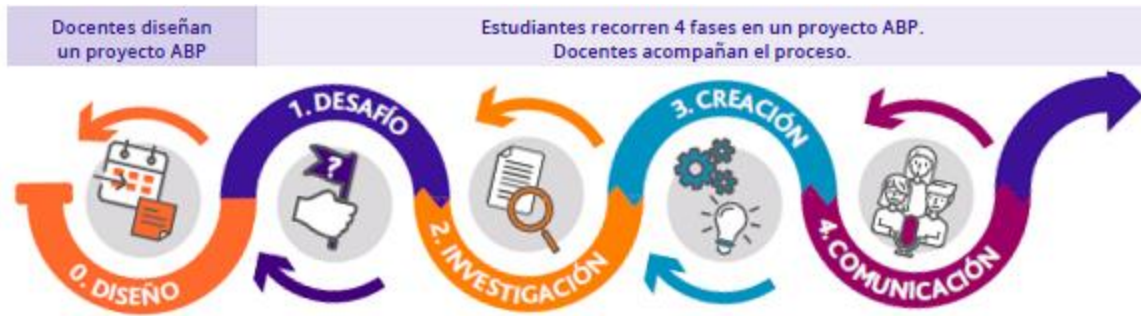 Docentes diseñan
un proyecto ABP
Estudiantes recorren 4 fases en un proyecto ABP.
Docentes acompañan el proceso.
0. DISEÑO
1. DESAFÍO
?
2. INVESTIGACIÓN
3. CREACIÓN
4. COMUNICACIÓN